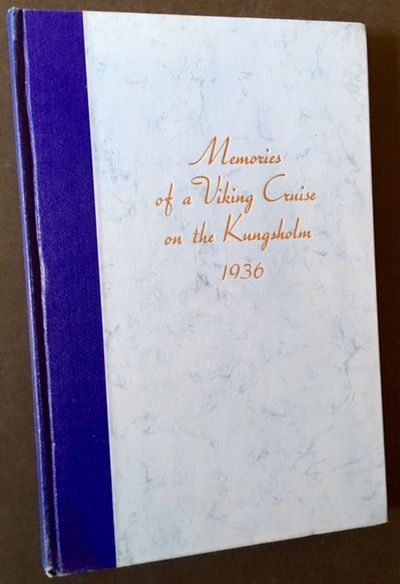 Memories
of a Viking Cruise
on the Kungsholm
1936